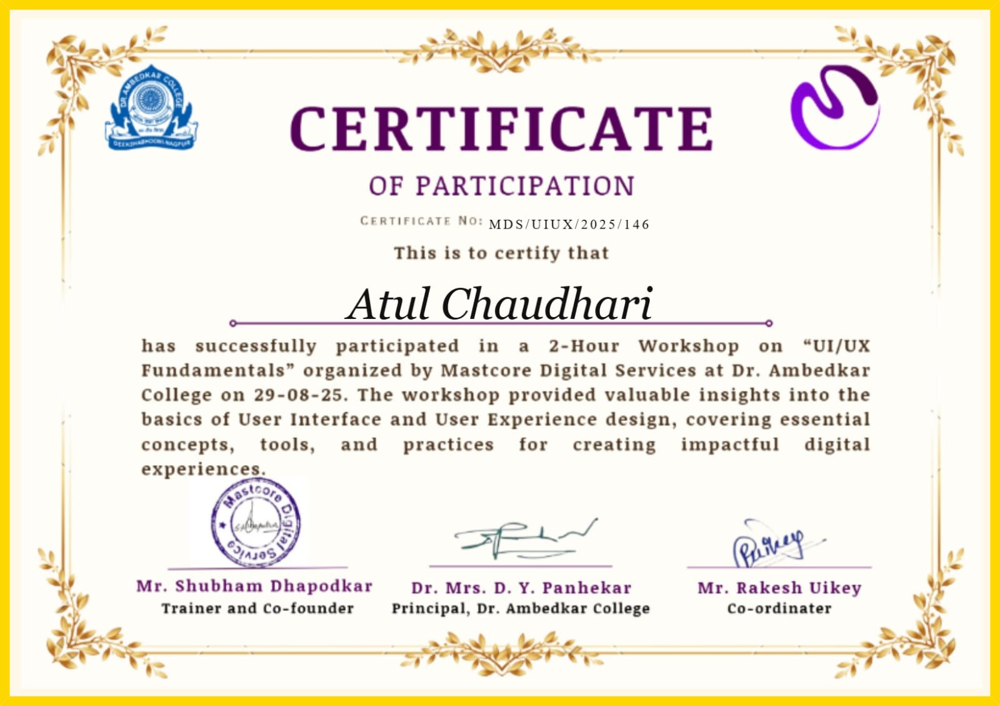 DR. AMBEDKAR COLLEGE
DEEKSHABHOOMI NAGPUR
CERTIFICATE
OF PARTICIPATION
CERTIFICATE NO: MDS/UIUX/2025/146
This is to certify that
Atul Chaudhari
has successfully participated in a 2-Hour Workshop on “UI/UX
Fundamentals” organized by Mastcore Digital Services at Dr. Ambedkar
College on 29-08-25. The workshop provided valuable insights into the
basics of User Interface and User Experience design, covering essential
concepts, tools, and practices for creating impactful digital
experiences.
Mastcore Digital Service
Mr. Shubham Dhapodkar
Trainer and Co-founder
Dr. Mrs. D. Y. Panhekar
Principal, Dr. Ambedkar College
Mr. Rakesh Uikey
Co-ordinater